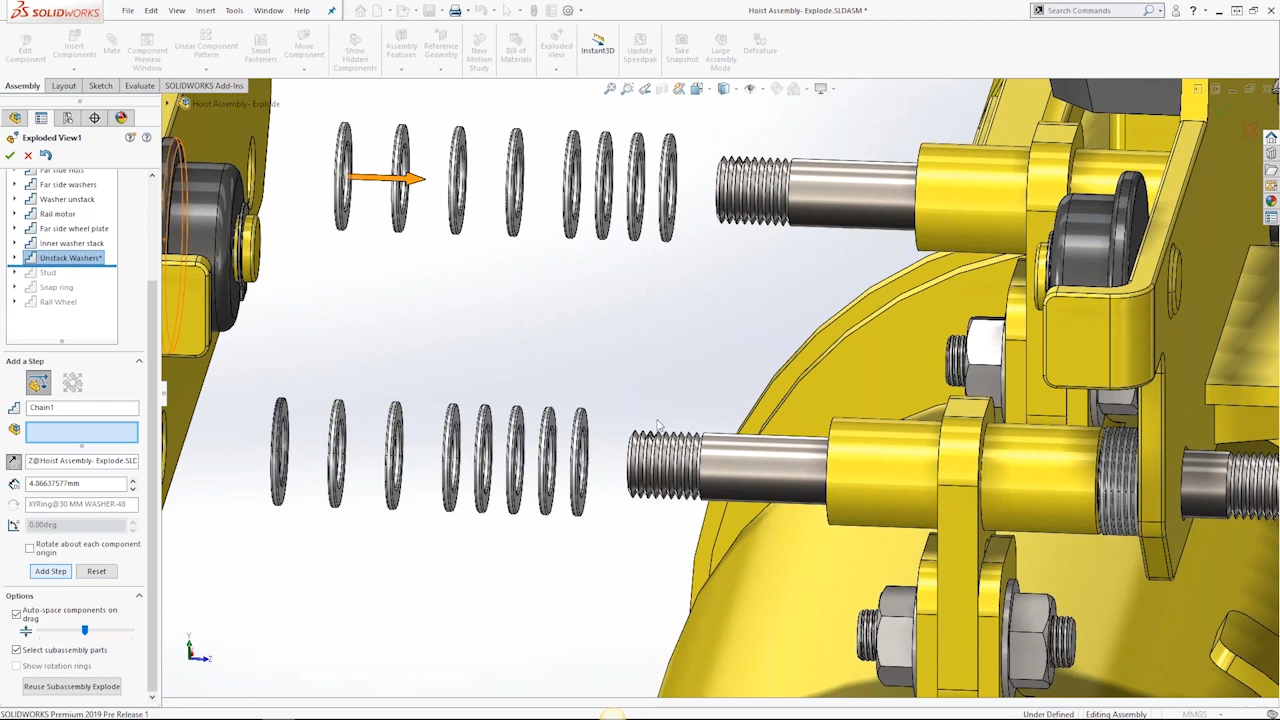 SOLIDWORKS
File Edit View Insert Tools Window Help
Hoist Assembly- Explode.SLDASM *
Search Commands
Edit Component
Insert Components
Mate
Component Preview Window
Linear Component Pattern
Smart Fasteners
Move Component
Show Hidden Components
Assembly Features
Reference Geometry
New Motion Study
Bill of Materials
Exploded View
Instant3D
Update Speedpak
Take Snapshot
Large Assembly Mode
Defeature
Assembly Layout Sketch Evaluate SOLIDWORKS Add-Ins
Hoist Assembly- Explode
Exploded View1
Far side nuts
Far side washers
Washer unstack
Rail motor
Far side wheel plate
Inner washer stack
Unstack Washers*
Stud
Snap ring
Rail Wheel
Add a Step
Chain1
Z@Hoist Assembly- Explode.SLD
4.86637577mm
XYRing@30 MM WASHER-48
0.00deg
Rotate about each component
origin
Add Step Reset
Options
Auto-space components on
drag
Select subassembly parts
Show rotation rings
Reuse Subassembly Explode
Y
Z
SOLIDWORKS Premium 2019 Pre Release 1
Under Defined Editing Assembly MMGS